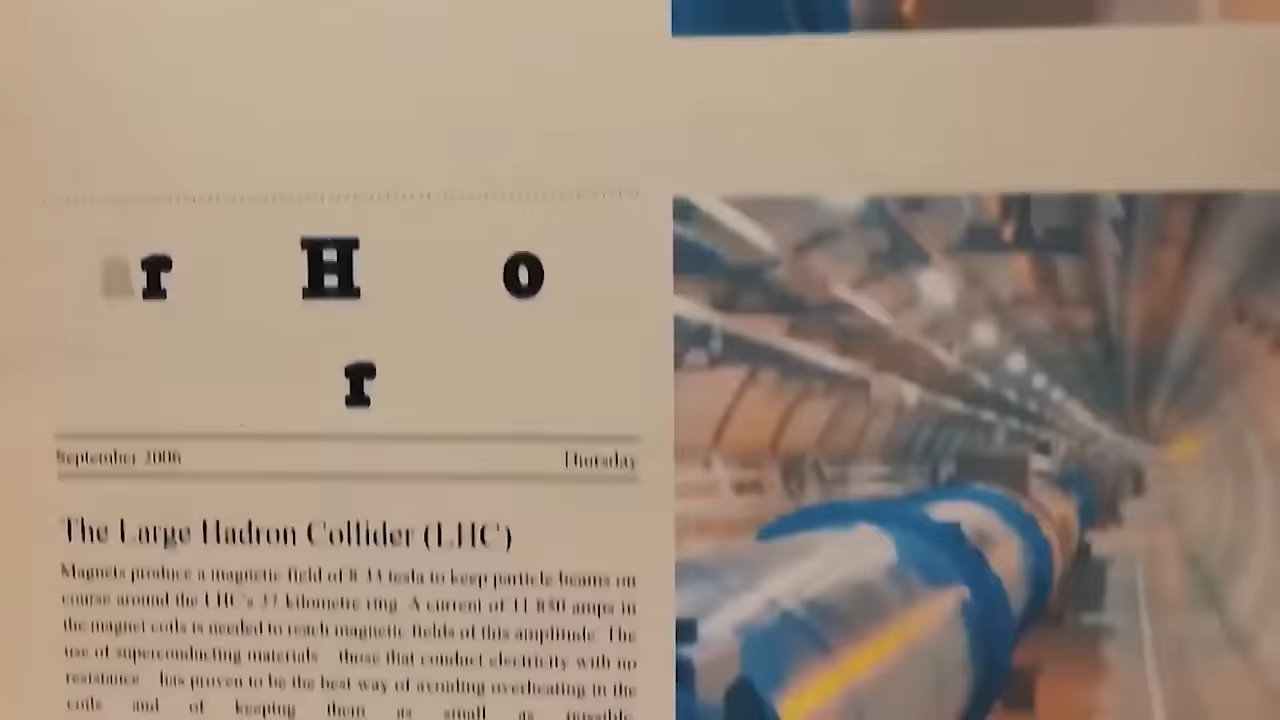 r H o
r
September 2006 Thursday
The Large Hadron Collider (LHC)
Magnets produce a magnetic field of 8.33 tesla to keep particle beams on
course around the LHC's 27-kilometre ring. A current of 11 850 amps in
the magnet coils is needed to reach magnetic fields of this amplitude. The
use of superconducting materials those that conduct electricity with no
resistance has proven to be the best way of avoiding overheating in the
coils and of keeping them as small as possible.